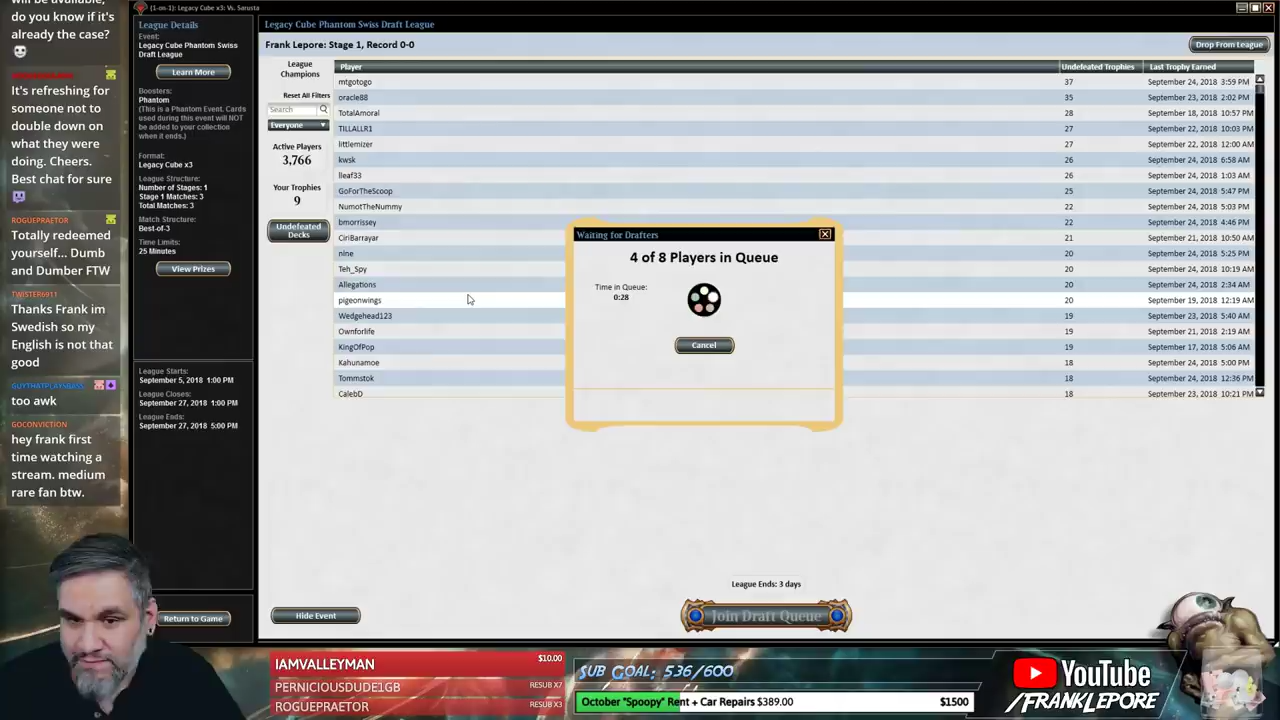 will be available,
do you know if it's
already the case?
It's refreshing for
someone not to
double down on
what they were
doing. Cheers.
Best chat for sure
ROGUEPRAETOR
Totally redeemed
yourself... Dumb
and Dumber FTW
TWISTER6911
Thanks Frank im
Swedish so my
English is not that
good
GUYTHATPLAYSBASS
too awk
GOCONVICTION
hey frank first
time watching a
stream. medium
rare fan btw.
(1-on-1): Legacy Cube x3: Vs. Sarusta
League Details
Event:
Legacy Cube Phantom Swiss
Draft League
Learn More
Boosters:
Phantom
(This is a Phantom Event. Cards
used during this event will NOT
be added to your collection
when it ends.)
Format:
Legacy Cube x3
League Structure:
Number of Stages: 1
Stage 1 Matches: 3
Total Matches: 3
Match Structure:
Best-of-3
Time Limits:
25 Minutes
View Prizes
League Starts:
September 5, 2018 1:00 PM
League Closes:
September 27, 2018 1:00 PM
League Ends:
September 27, 2018 5:00 PM
Return to Game
Legacy Cube Phantom Swiss Draft League
Frank Lepore: Stage 1, Record 0-0
Drop From League
League
Champions
Reset All Filters
Search
Everyone
Active Players
3,766
Your Trophies
9
Undefeated
Decks
Player Undefeated Trophies Last Trophy Earned
mtgotogo 37 September 24, 2018 3:59 PM
oracle88 35 September 23, 2018 2:02 PM
TotalAmoral 28 September 18, 2018 10:57 PM
TILLALLR1 27 September 22, 2018 10:03 PM
littlemizer 27 September 22, 2018 12:00 AM
kwsk 26 September 24, 2018 6:58 AM
lleaf33 26 September 24, 2018 1:03 AM
GoForTheScoop 25 September 24, 2018 5:47 PM
NumotTheNummy 22 September 24, 2018 5:03 PM
bmorrissey 22 September 24, 2018 4:46 PM
CiriBarrayar 21 September 21, 2018 10:50 AM
nine 20 September 24, 2018 5:25 PM
Teh_Spy 20 September 24, 2018 10:19 AM
Allegations 20 September 24, 2018 2:34 AM
pigeonwings 20 September 19, 2018 12:19 AM
Wedgehead123 19 September 23, 2018 5:40 AM
Ownforlife 19 September 21, 2018 2:19 AM
KingOfPop 19 September 17, 2018 5:06 AM
Kahunamoe 18 September 24, 2018 5:00 PM
Tommstok 18 September 24, 2018 12:36 PM
CalebD 18 September 23, 2018 10:21 PM
Waiting for Drafters
4 of 8 Players in Queue
Time in Queue:
0:28
Cancel
League Ends: 3 days
Hide Event
Join Draft Queue
IAMVALLEYMAN $10.00
PERNICIOUSDUDE1GB RESUB X7
ROGUEPRAETOR RESUB X3
SUB GOAL: 536/600
October "Spoopy" Rent + Car Repairs $389.00 $1500
YouTube
/FRANKLEPORE